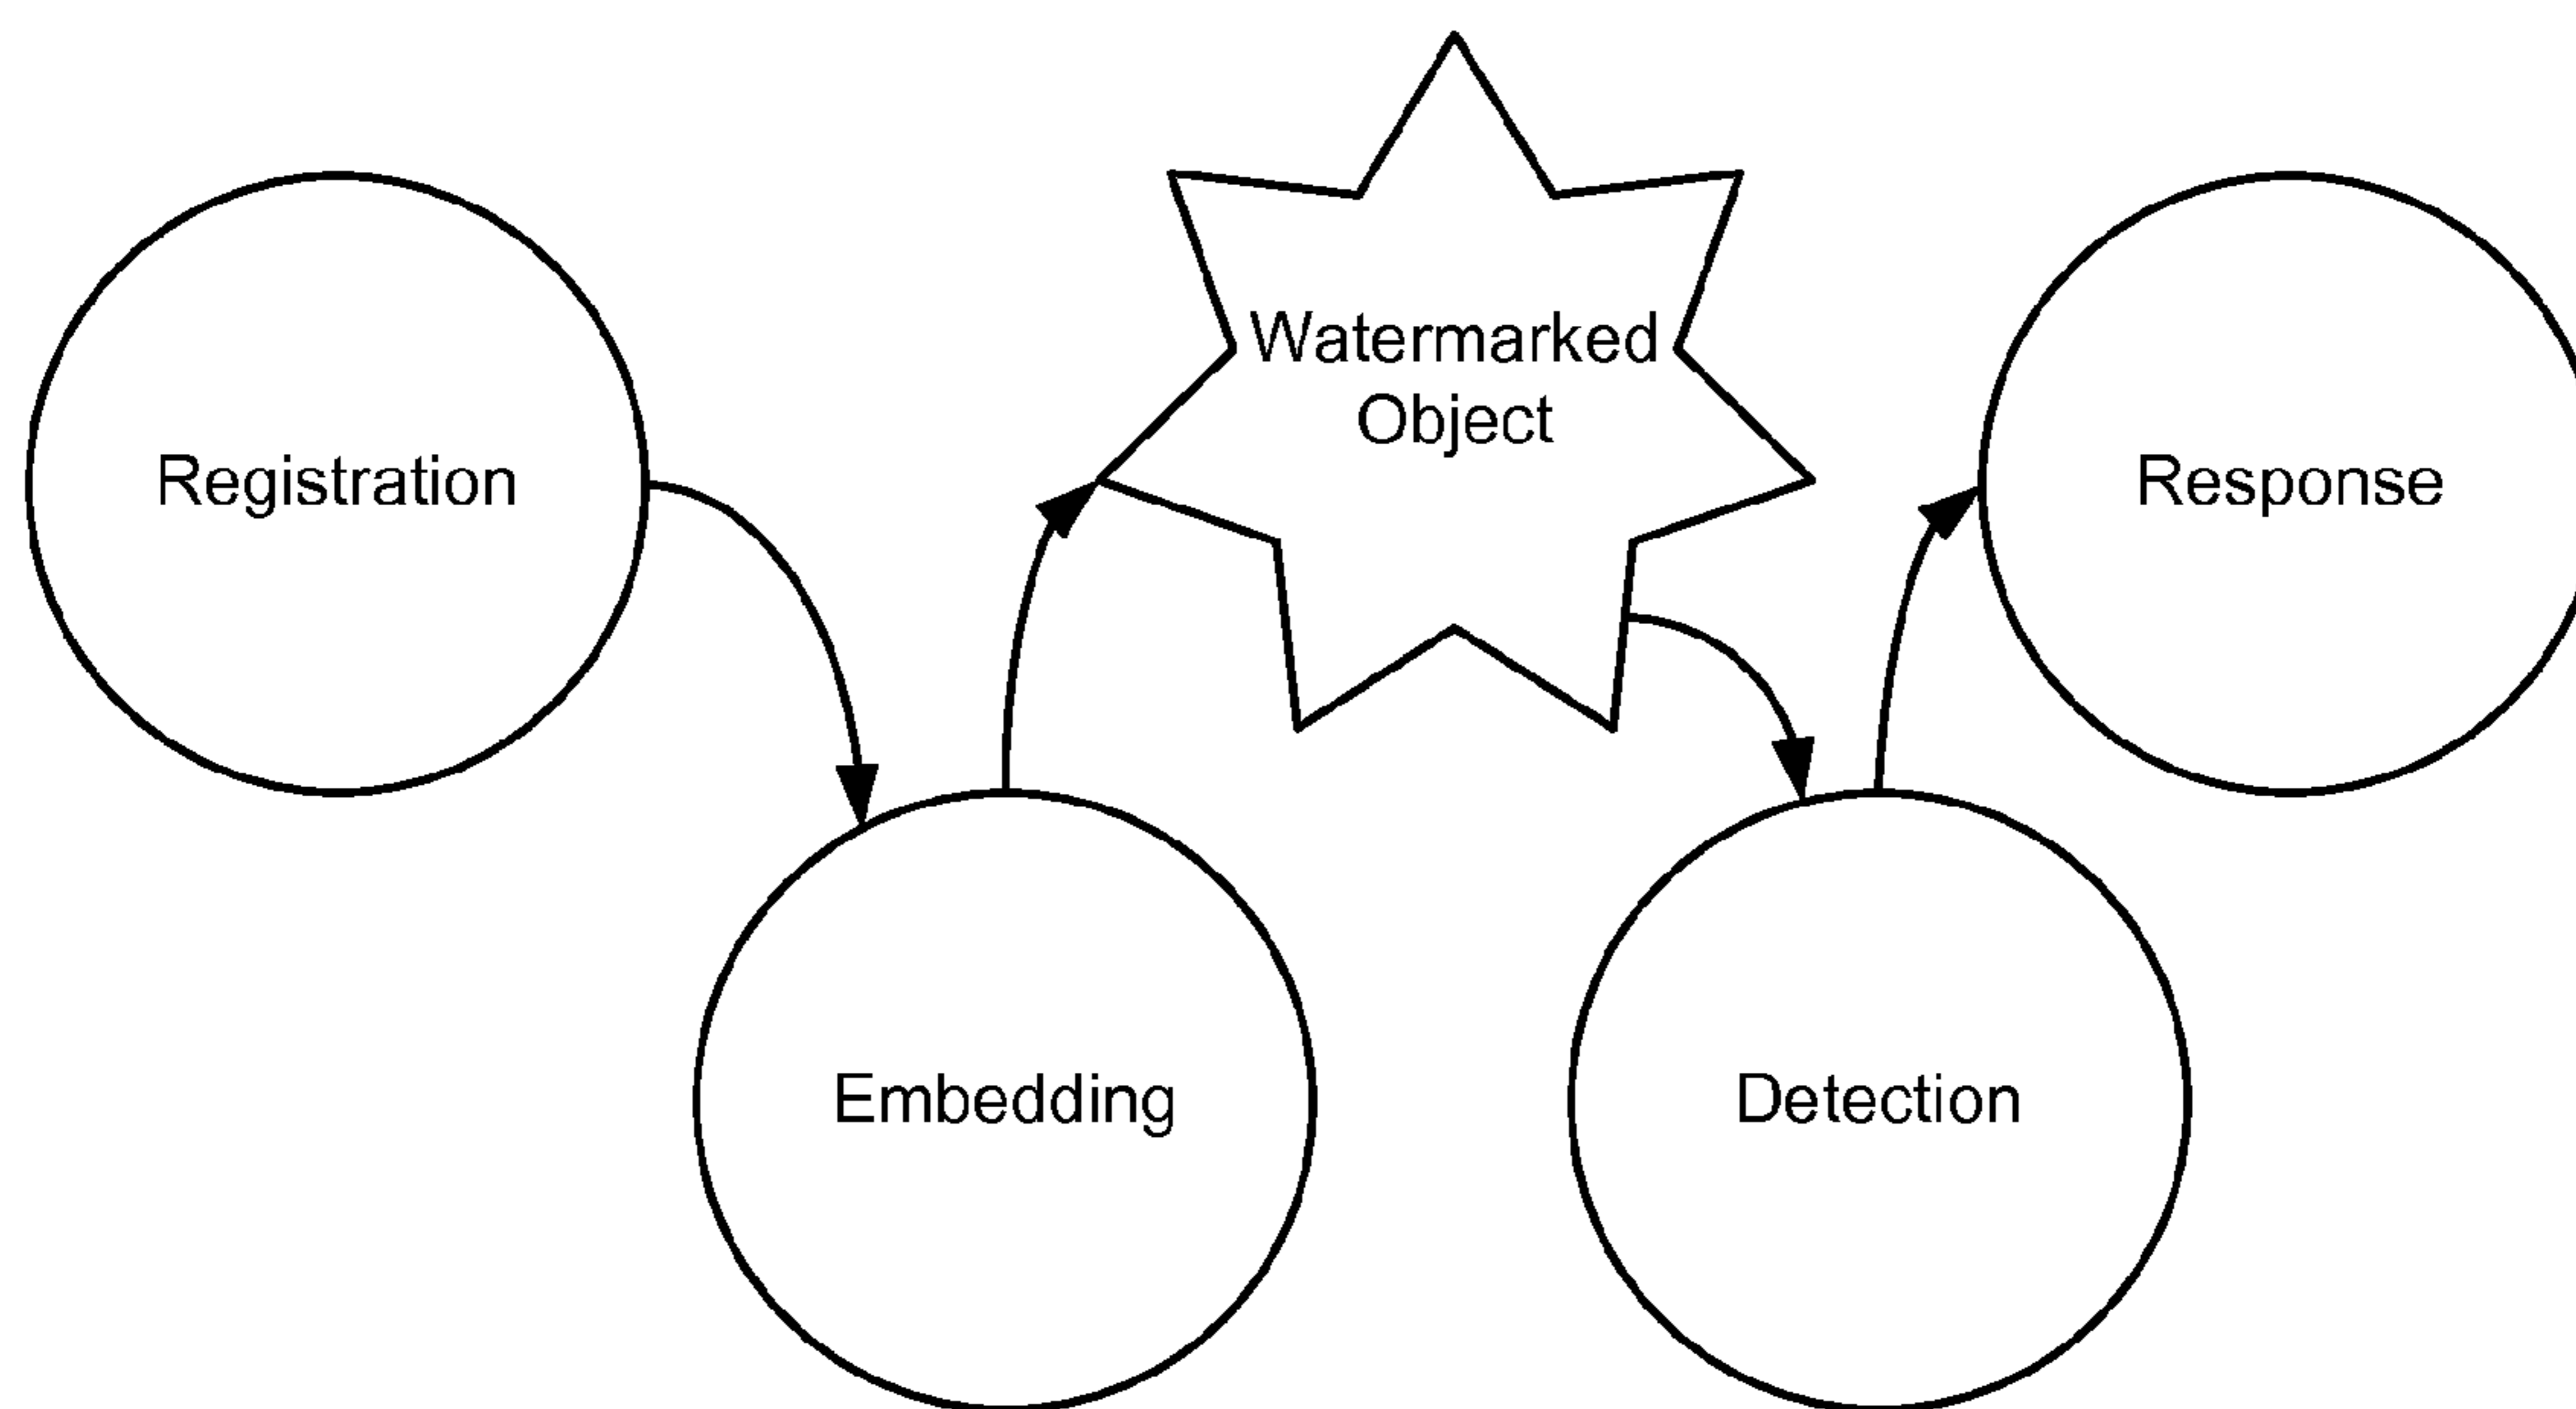 Registration
Embedding
Watermarked
Object
Detection
Response